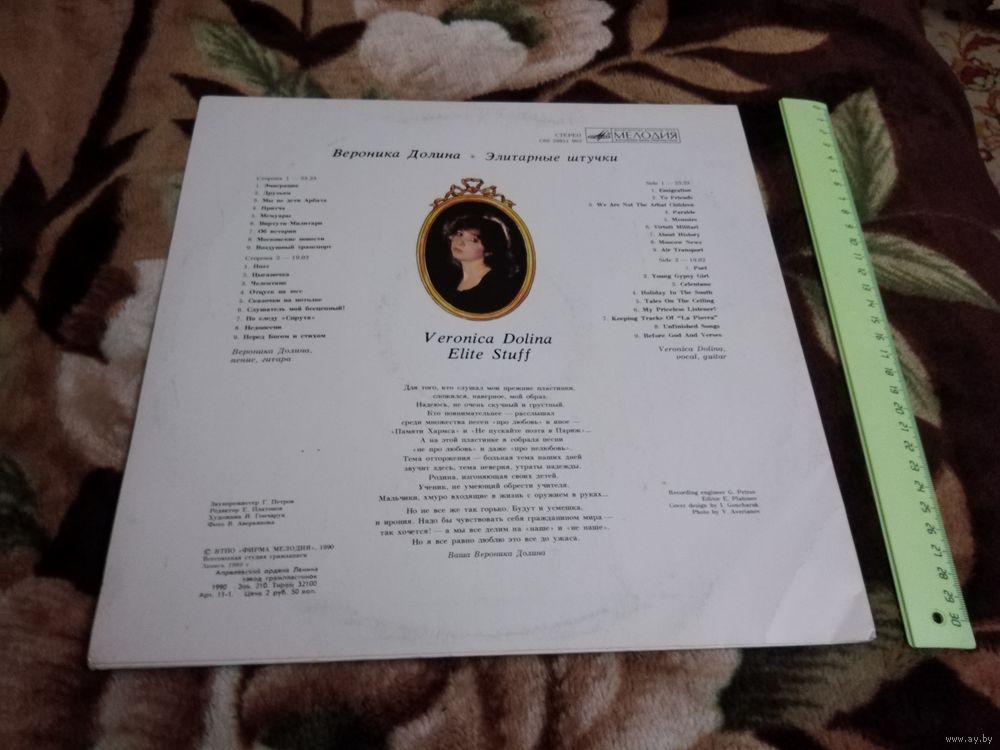 СТЕРЕО
МЕЛОДИЯ
Вероника Долина • Элитарные штучки
Сторона 1 — 23.23
1. Эмиграция
2. Друзьям
3. Мы не дети Арбата
4. Притча
5. Мемуары
6. Виртути Милитари
7. Об истории
8. Московские новости
9. Воздушный транспорт
Сторона 2 — 19.02
1. Поэт
2. Цыганочка
3. Челентано
4. Отпуск на юге
5. Сказочки на потолке
6. Слушатель мой бесценный!
7. По следу «Спрута»
8. Недопесни
9. Перед Богом и стихом
Вероника Долина,
пение, гитара
Side 1 — 23.23
1. Emigration
2. To Friends
3. We Are Not The Arbat Children
4. Parable
5. Memoirs
6. Virtuti Militari
7. About History
8. Moscow News
9. Air Transport
Side 2 — 19.02
1. Poet
2. Young Gypsy Girl
3. Celentano
4. Holiday In The South
5. Tales On The Ceiling
6. My Priceless Listener!
7. Keeping Tracks Of "La Piovra"
8. Unfinished Songs
9. Before God And Verses
Veronica Dolina,
vocal, guitar
Veronica Dolina
Elite Stuff
Для того, кто слушал мои прежние пластинки,
сложился, наверное, мой образ.
Надеюсь, не очень скучный и грустный.
Кто повнимательнее — расслышал
среди множества песен «про любовь» и иное —
«Памяти Хармса» и «Не пускайте поэта в Париж»...
А на этой пластинке я собрала песни
«не про любовь» и даже «про нелюбовь».
Тема отторжения — больная тема наших дней
звучит здесь, тема неверия, утраты надежды.
Родина, изгоняющая своих детей.
Ученик, не умеющий обрести учителя.
Мальчики, хмуро входящие в жизнь с оружием в руках...
Но не все же так горько. Будут и усмешка,
и ирония. Надо бы чувствовать себя гражданином мира —
так хочется! — а мы все делим на «наше» и «не наше».
Но я все равно люблю это все до ужаса.
Ваша Вероника Долина
Звукорежиссер Г. Петров
Редактор Е. Платонов
Художник И. Гончарук
Фото В. Аверьянова
Recording engineer G. Petrov
Editor E. Platonov
Cover design by I. Goncharuk
Photo by V. Averianov
© ВТПО «ФИРМА МЕЛОДИЯ», 1990
Всесоюзная студия грамзаписи
Запись 1989 г.
Апрелевский ордена Ленина
завод грампластинок
1990 Зак. 210. Тираж 32100
Арт. 11-1. Цена 2 руб. 50 коп.
www.ay.by